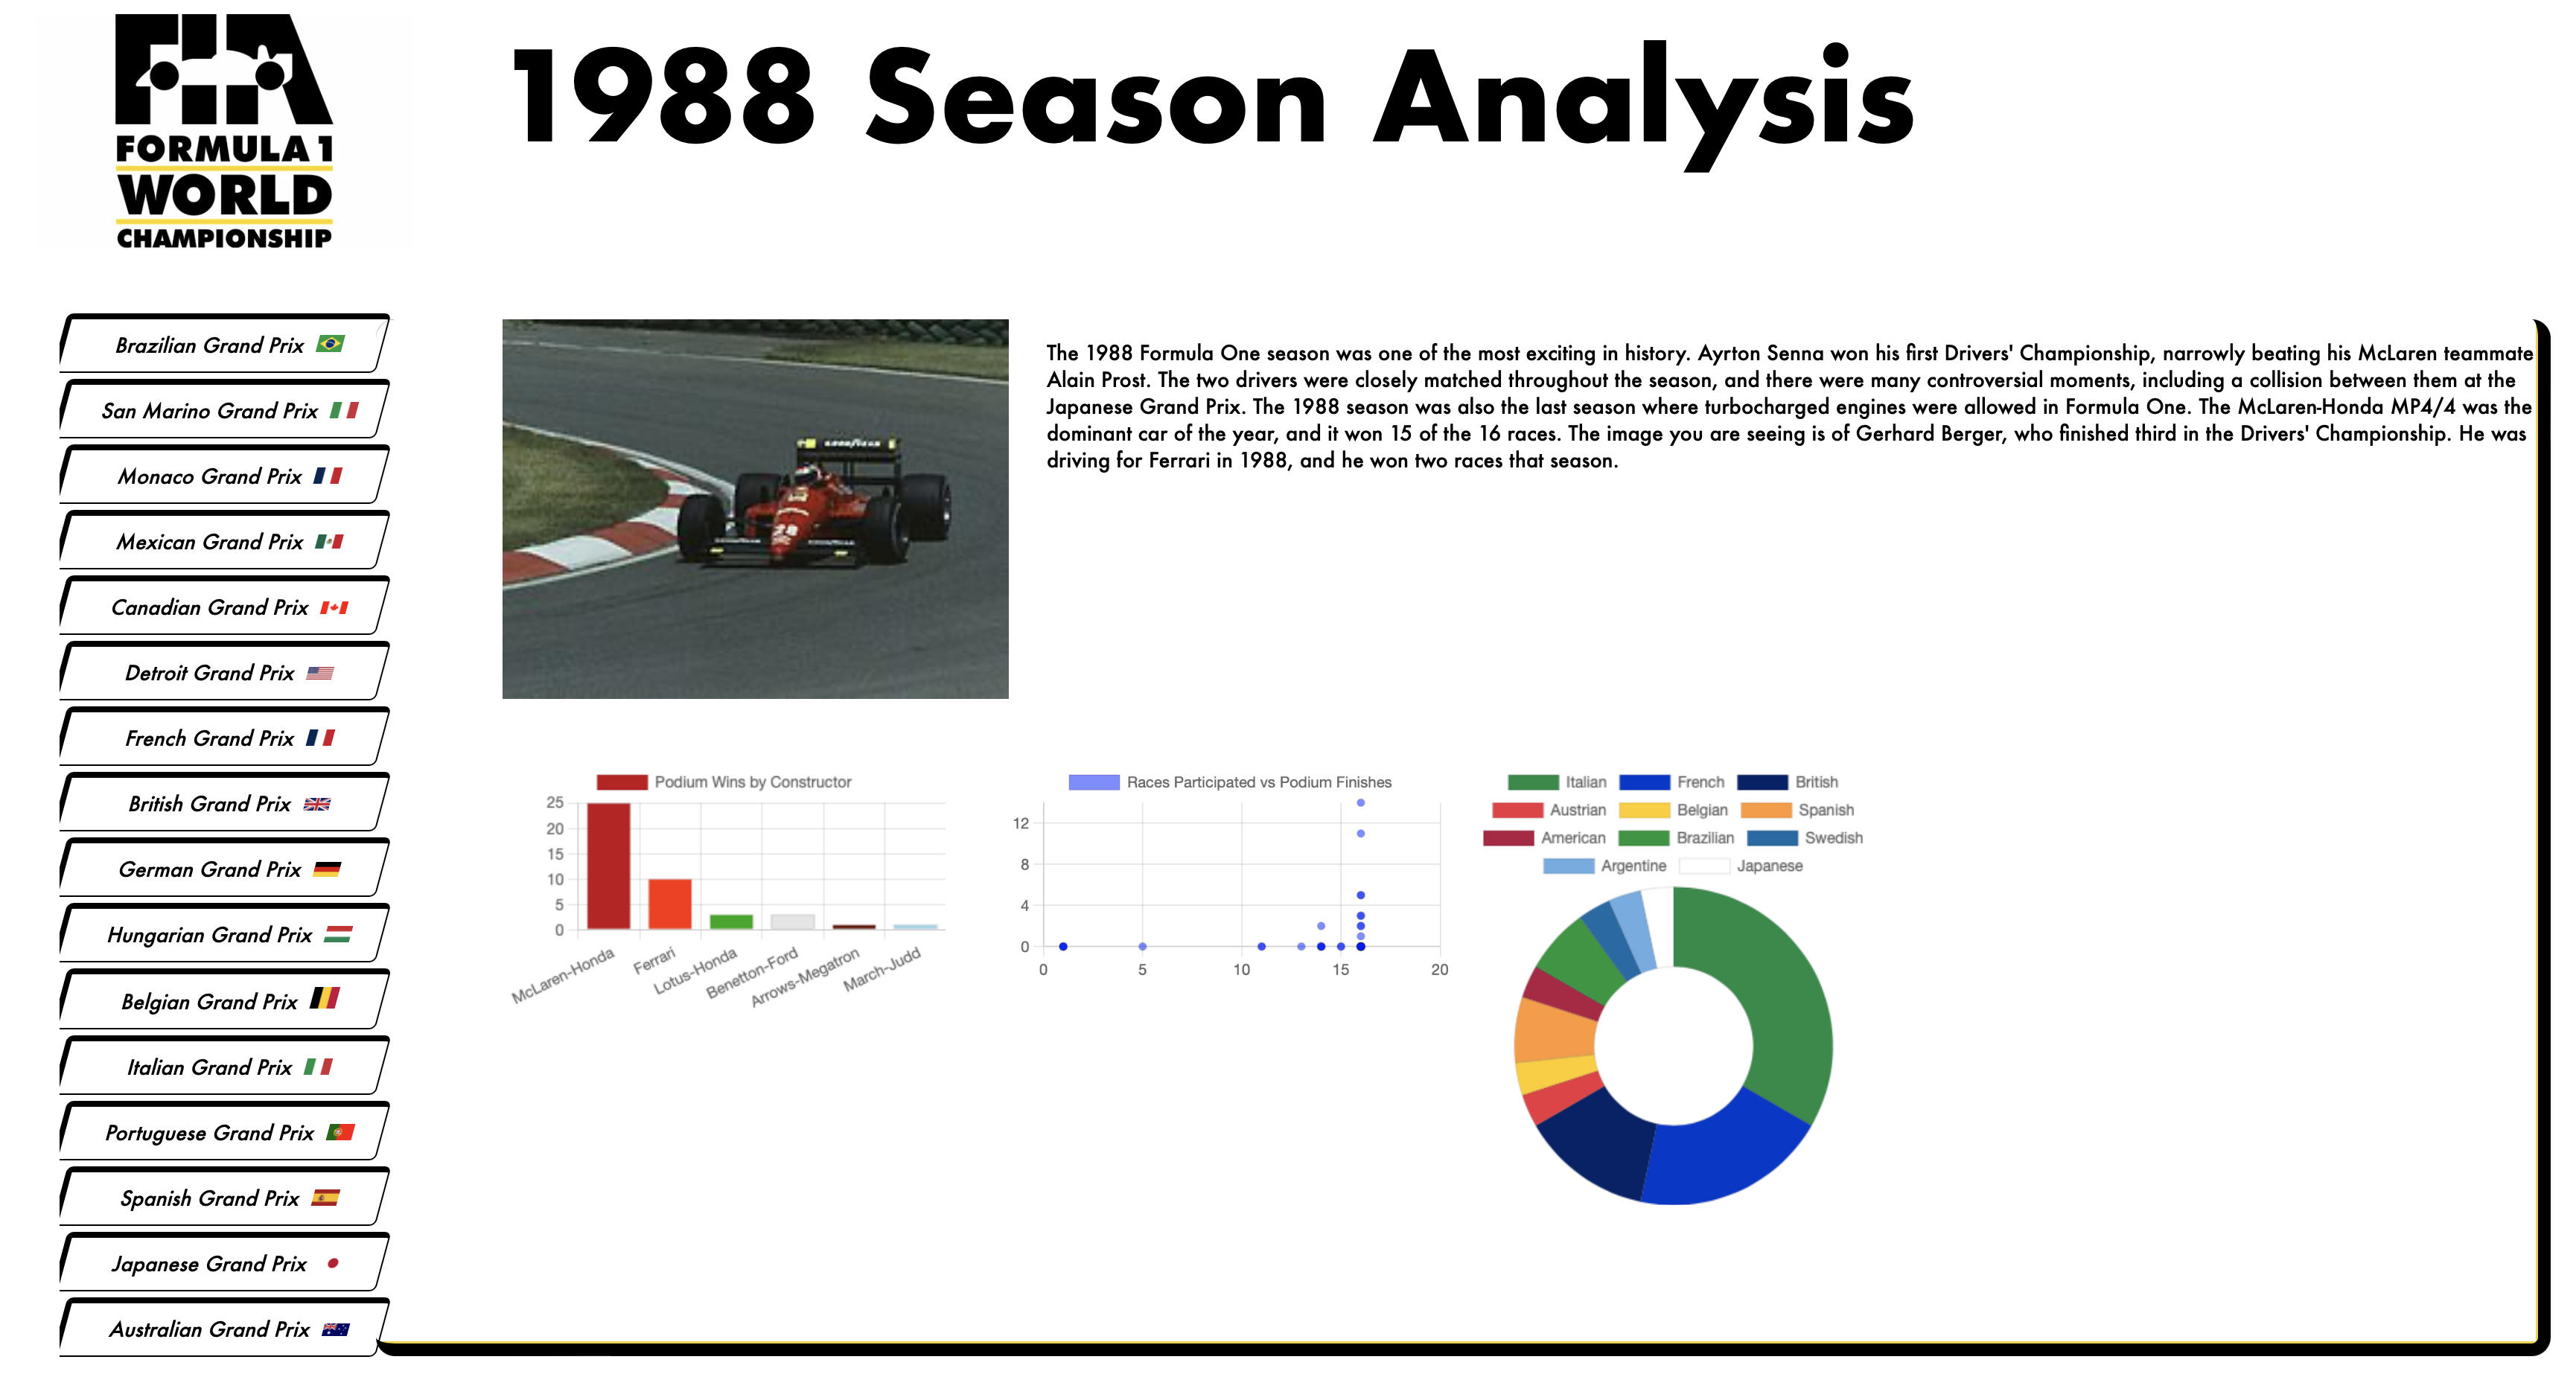 FIA
FORMULA 1
WORLD
CHAMPIONSHIP
1988 Season Analysis
Brazilian Grand Prix
San Marino Grand Prix
Monaco Grand Prix
Mexican Grand Prix
Canadian Grand Prix
Detroit Grand Prix
French Grand Prix
British Grand Prix
German Grand Prix
Hungarian Grand Prix
Belgian Grand Prix
Italian Grand Prix
Portuguese Grand Prix
Spanish Grand Prix
Japanese Grand Prix
Australian Grand Prix
GOODYEAR
28
The 1988 Formula One season was one of the most exciting in history. Ayrton Senna won his first Drivers' Championship, narrowly beating his McLaren teammate
Alain Prost. The two drivers were closely matched throughout the season, and there were many controversial moments, including a collision between them at the
Japanese Grand Prix. The 1988 season was also the last season where turbocharged engines were allowed in Formula One. The McLaren-Honda MP4/4 was the
dominant car of the year, and it won 15 of the 16 races. The image you are seeing is of Gerhard Berger, who finished third in the Drivers' Championship. He was
driving for Ferrari in 1988, and he won two races that season.
Podium Wins by Constructor
25
20
15
10
5
0
McLaren-Honda
Ferrari
Lotus-Honda
Benetton-Ford
Arrows-Megatron
March-Judd
Races Participated vs Podium Finishes
12
8
4
0
0 5 10 15 20
Italian French British
Austrian Belgian Spanish
American Brazilian Swedish
Argentine Japanese